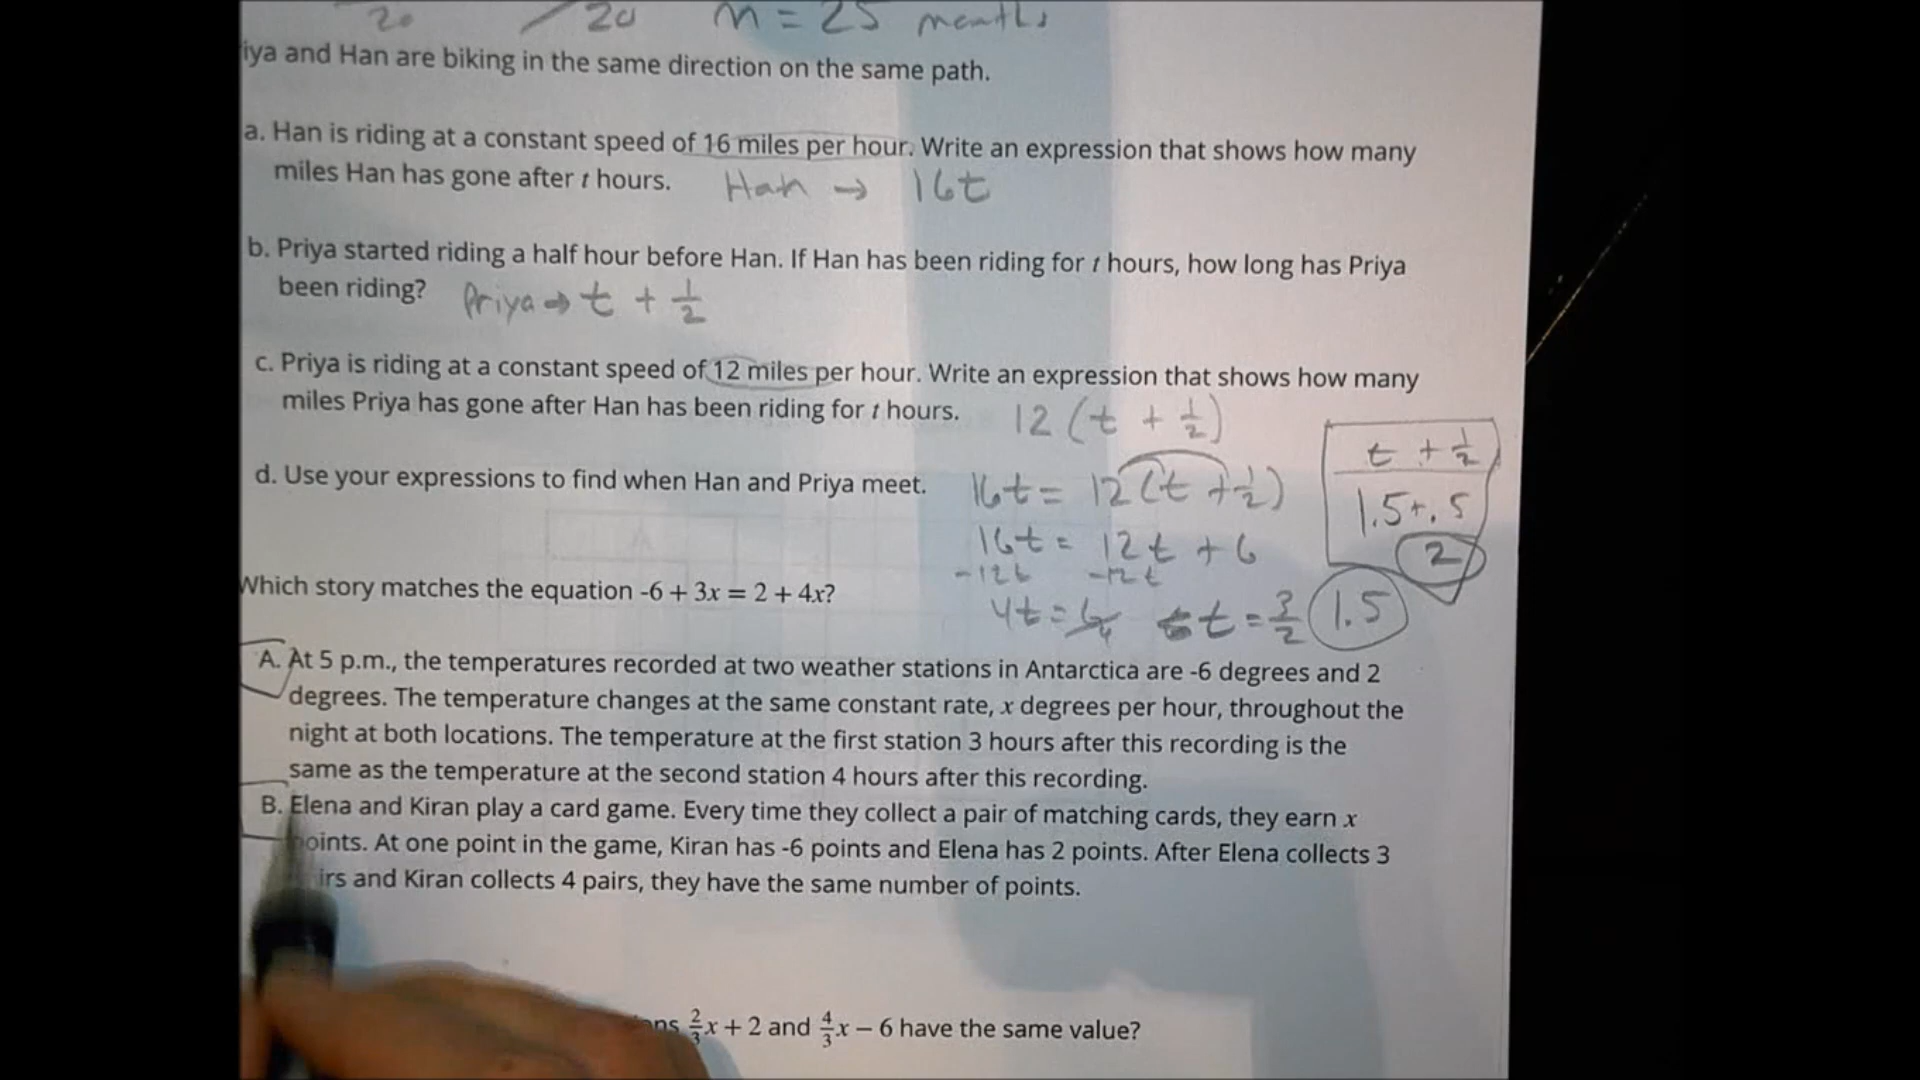 20 /20 m = 25 months
iya and Han are biking in the same direction on the same path.
a. Han is riding at a constant speed of 16 miles per hour. Write an expression that shows how many
miles Han has gone after t hours. Han → 16t
b. Priya started riding a half hour before Han. If Han has been riding for t hours, how long has Priya
been riding? Priya → t + 1/2
c. Priya is riding at a constant speed of 12 miles per hour. Write an expression that shows how many
miles Priya has gone after Han has been riding for t hours. 12 (t + 1/2)
t + 1/2
d. Use your expressions to find when Han and Priya meet. 16t = 12 (t + 1/2)
1.5 + .5
16t = 12t + 6
2
-12t -12t
Which story matches the equation -6 + 3x = 2 + 4x?
4t = 6/4 t = 3/2 1.5
A. At 5 p.m., the temperatures recorded at two weather stations in Antarctica are -6 degrees and 2
degrees. The temperature changes at the same constant rate, x degrees per hour, throughout the
night at both locations. The temperature at the first station 3 hours after this recording is the
same as the temperature at the second station 4 hours after this recording.
B. Elena and Kiran play a card game. Every time they collect a pair of matching cards, they earn x
points. At one point in the game, Kiran has -6 points and Elena has 2 points. After Elena collects 3
irs and Kiran collects 4 pairs, they have the same number of points.
ns 2/3x + 2 and 4/3x − 6 have the same value?